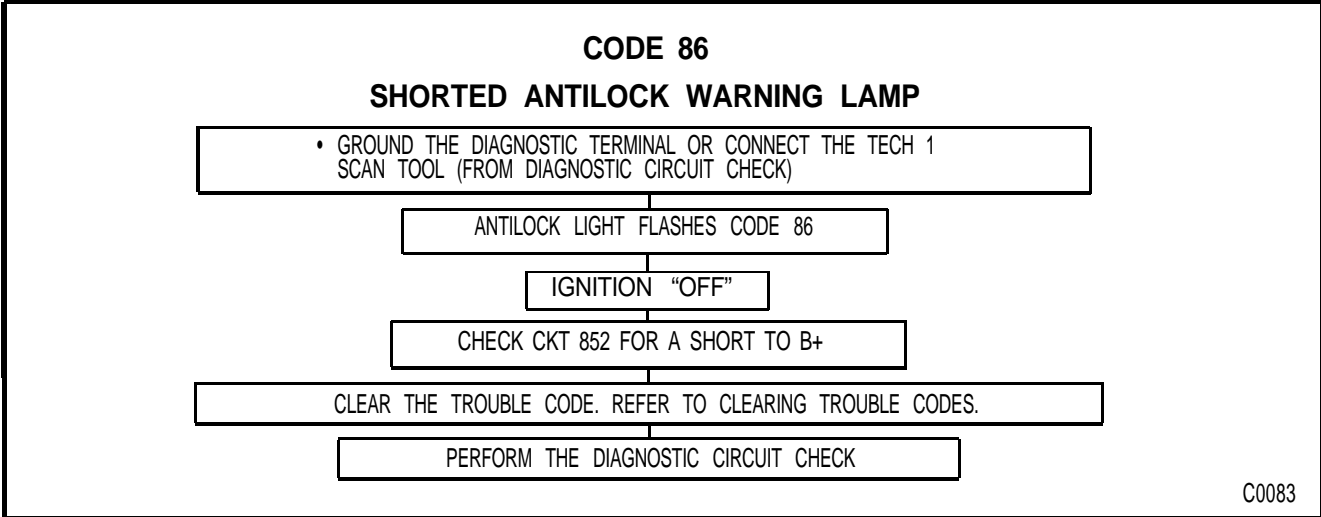 CODE 86
SHORTED ANTILOCK WARNING LAMP
• GROUND THE DIAGNOSTIC TERMINAL OR CONNECT THE TECH 1
SCAN TOOL (FROM DIAGNOSTIC CIRCUIT CHECK)
ANTILOCK LIGHT FLASHES CODE 86
IGNITION “OFF”
CHECK CKT 852 FOR A SHORT TO B+
CLEAR THE TROUBLE CODE. REFER TO CLEARING TROUBLE CODES.
PERFORM THE DIAGNOSTIC CIRCUIT CHECK
C0083